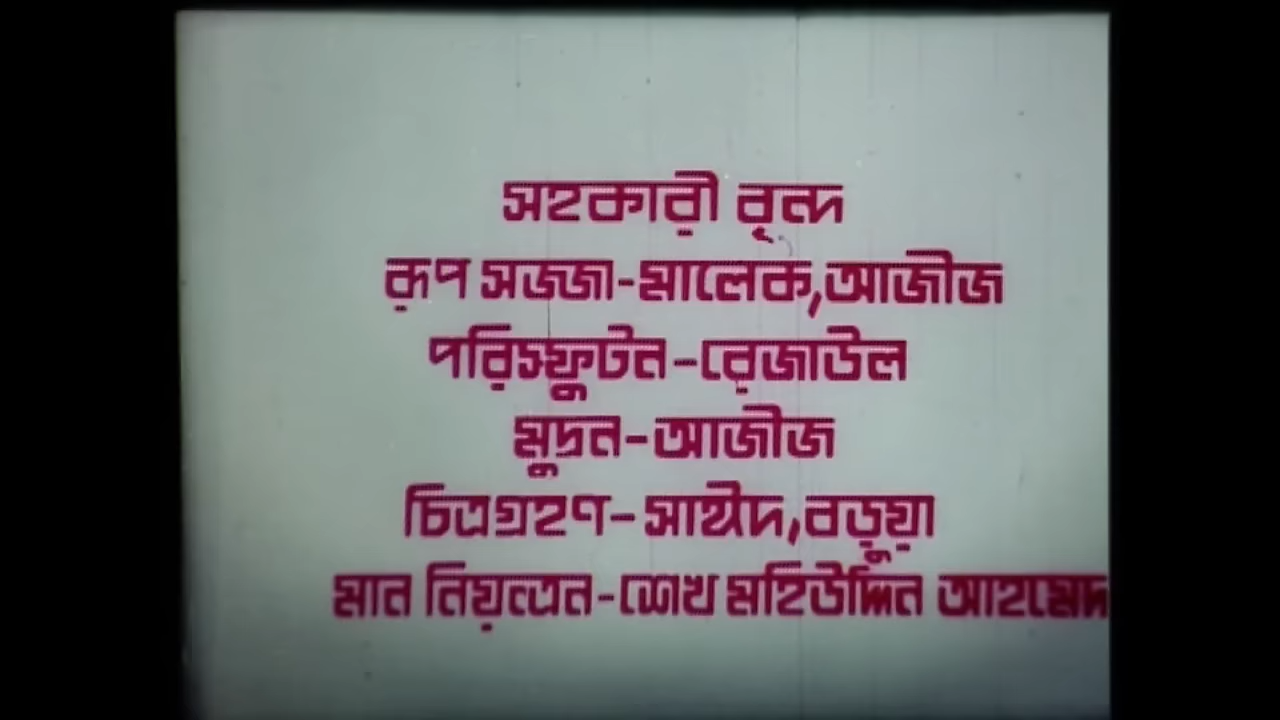 সহকারী বৃন্দ
রূপ সজ্জা-মালেক,আজীজ
পরিস্ফুটন-রেজাউল
মুদ্রন-আজীজ
চিত্রগ্রহণ-সাঈদ,বড়ুয়া
মান নিয়ন্ত্রন-শেখ মহিউদ্দিন আহমেদ